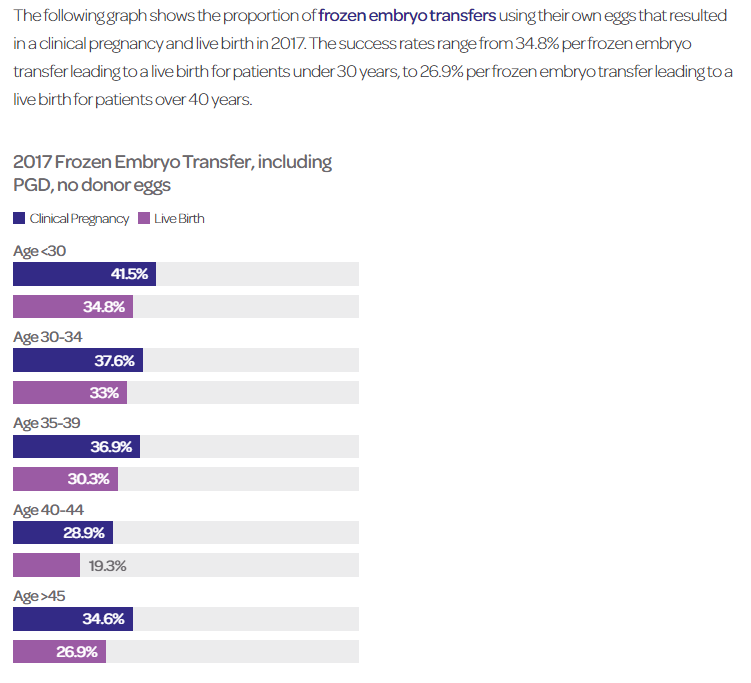 The following graph shows the proportion of frozen embryo transfers using their own eggs that resulted
in a clinical pregnancy and live birth in 2017. The success rates range from 34.8% per frozen embryo
transfer leading to a live birth for patients under 30 years, to 26.9% per frozen embryo transfer leading to a
live birth for patients over 40 years.
2017 Frozen Embryo Transfer, including
PGD, no donor eggs
Clinical Pregnancy Live Birth
Age <30
41.5%
34.8%
Age 30-34
37.6%
33%
Age 35-39
36.9%
30.3%
Age 40-44
28.9%
19.3%
Age >45
34.6%
26.9%